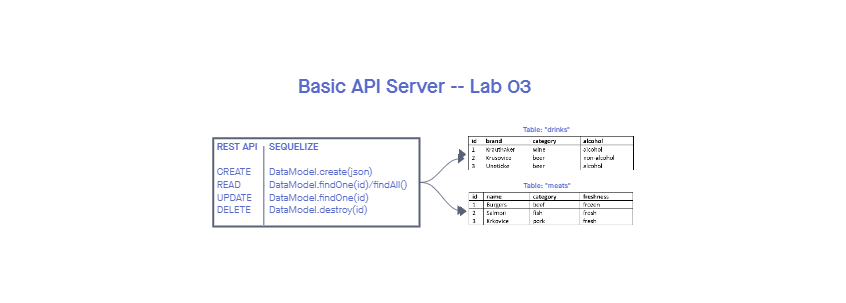 Basic API Server -- Lab 03
REST API SEQUELIZE
CREATE DataModel.create(json)
READ DataModel.findOne(id)/findAll()
UPDATE DataModel.findOne(id)
DELETE DataModel.destroy(id)
Table: "drinks"
id brand category alcohol
1 Krauthaker wine alcohol
2 Krusovice beer non-alcohol
3 Uneticke beer alcohol
Table: "meats"
id name category freshness
1 Burgers beef frozen
2 Salmon fish fresh
3 Krkovice pork fresh